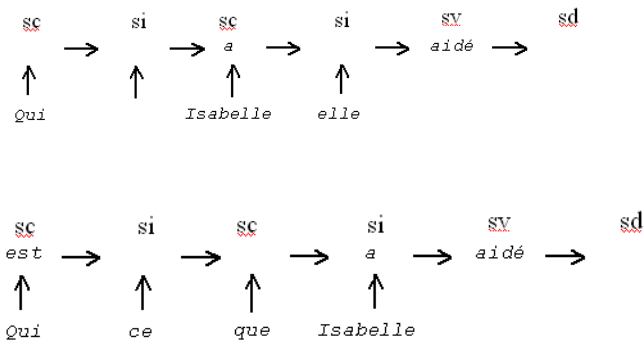 sc si sc si sv sd
a aidé
Qui Isabelle elle
sc si sc si sv sd
est a aidé
Qui ce que Isabelle